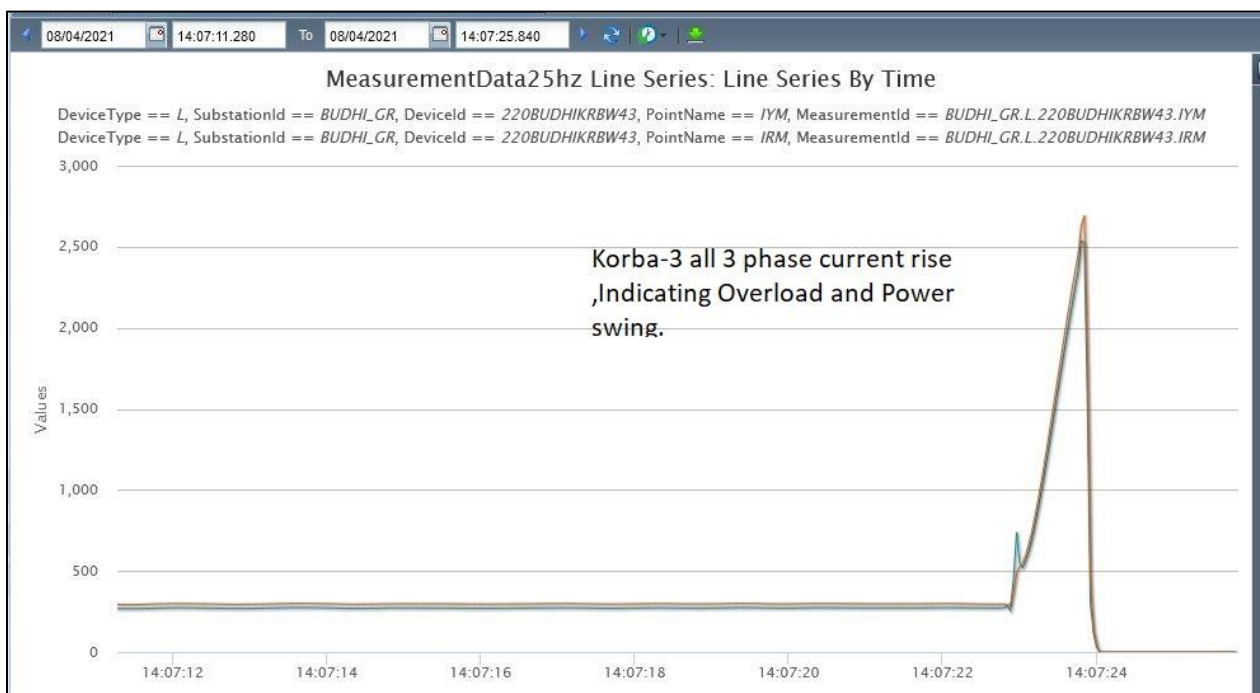 08/04/2021 14:07:11.280 To 08/04/2021 14:07:25.840
MeasurementData25hz Line Series: Line Series By Time
DeviceType == L, SubstationId == BUDHI_GR, DeviceId == 220BUDHIKRBW43, PointName == IYM, MeasurementId == BUDHI_GR.L.220BUDHIKRBW43.IYM
DeviceType == L, SubstationId == BUDHI_GR, DeviceId == 220BUDHIKRBW43, PointName == IRM, MeasurementId == BUDHI_GR.L.220BUDHIKRBW43.IRM
3,000
2,500
Korba-3 all 3 phase current rise
,Indicating Overload and Power
swing.
2,000
Values
1,500
1,000
500
0
14:07:12 14:07:14 14:07:16 14:07:18 14:07:20 14:07:22 14:07:24